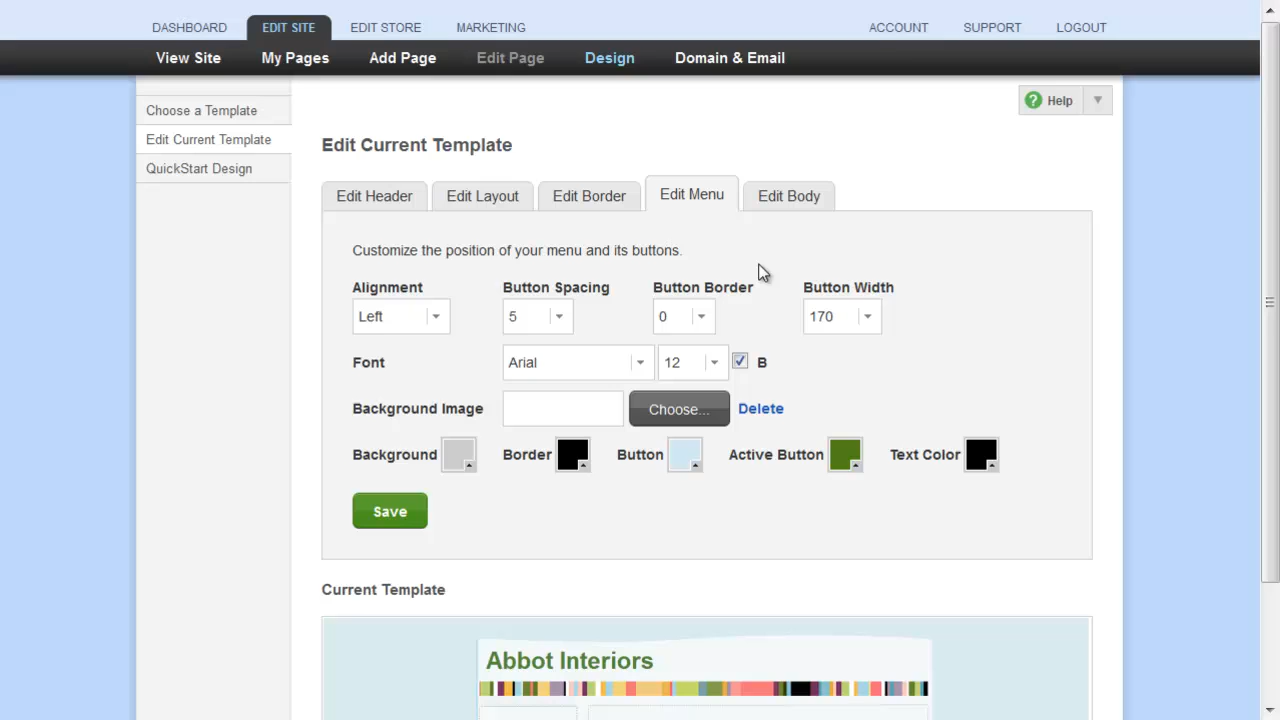 DASHBOARD EDIT SITE EDIT STORE MARKETING ACCOUNT SUPPORT LOGOUT
View Site My Pages Add Page Edit Page Design Domain & Email
Choose a Template
Edit Current Template
QuickStart Design
? Help
Edit Current Template
Edit Header Edit Layout Edit Border Edit Menu Edit Body
Customize the position of your menu and its buttons.
Alignment Button Spacing Button Border Button Width
Left 5 0 170
Font Arial 12 B
Background Image Choose... Delete
Background Border Button Active Button Text Color
Save
Current Template
Abbot Interiors